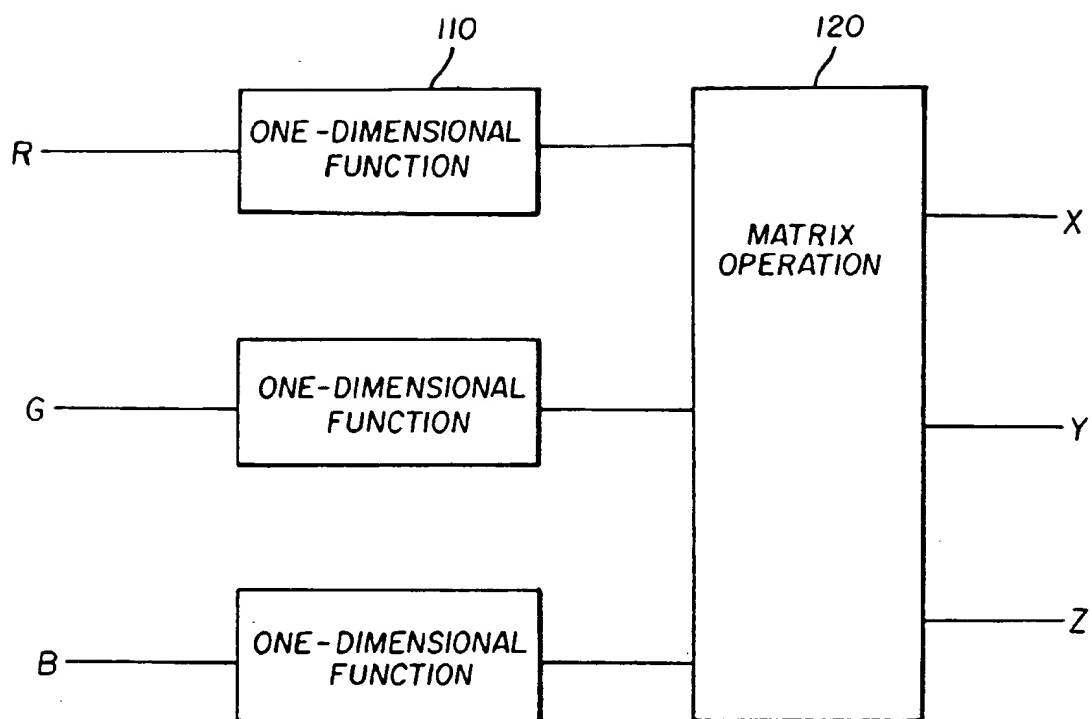 110
120
R
ONE-DIMENSIONAL
FUNCTION
X
MATRIX
OPERATION
G
ONE-DIMENSIONAL
FUNCTION
Y
B
ONE-DIMENSIONAL
FUNCTION
Z